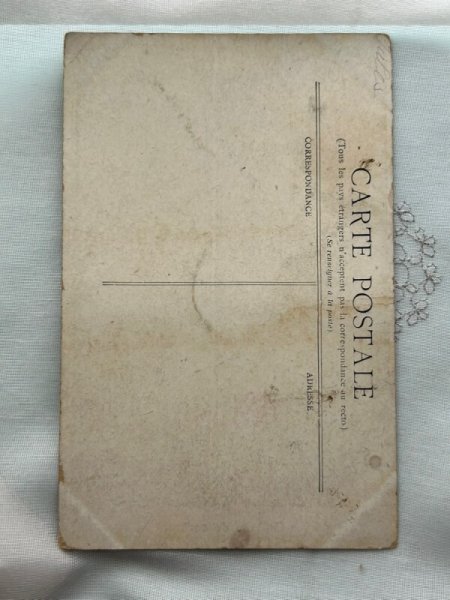 CARTE POSTALE
(Tous les pays étrangers n'acceptent pas la correspondance au recto).
(Se renseigner à la poste).
CORRESPONDANCE
ADRESSE